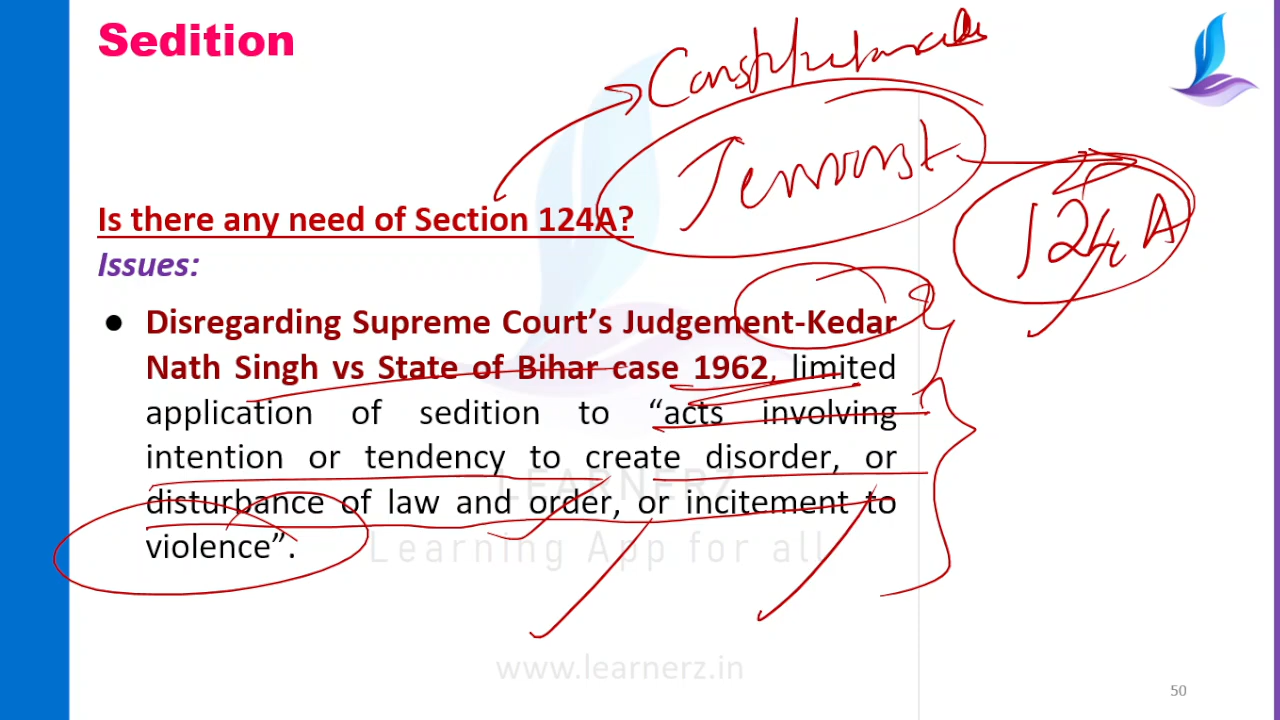 Sedition
Terrorist
124 A
Is there any need of Section 124A?
Issues:
● Disregarding Supreme Court’s Judgement-Kedar
Nath Singh vs State of Bihar case 1962, limited
application of sedition to “acts involving
intention or tendency to create disorder, or
disturbance of law and order, or incitement to
violence”.
LEARNERZ
Learning App for all
www.learnerz.in
50